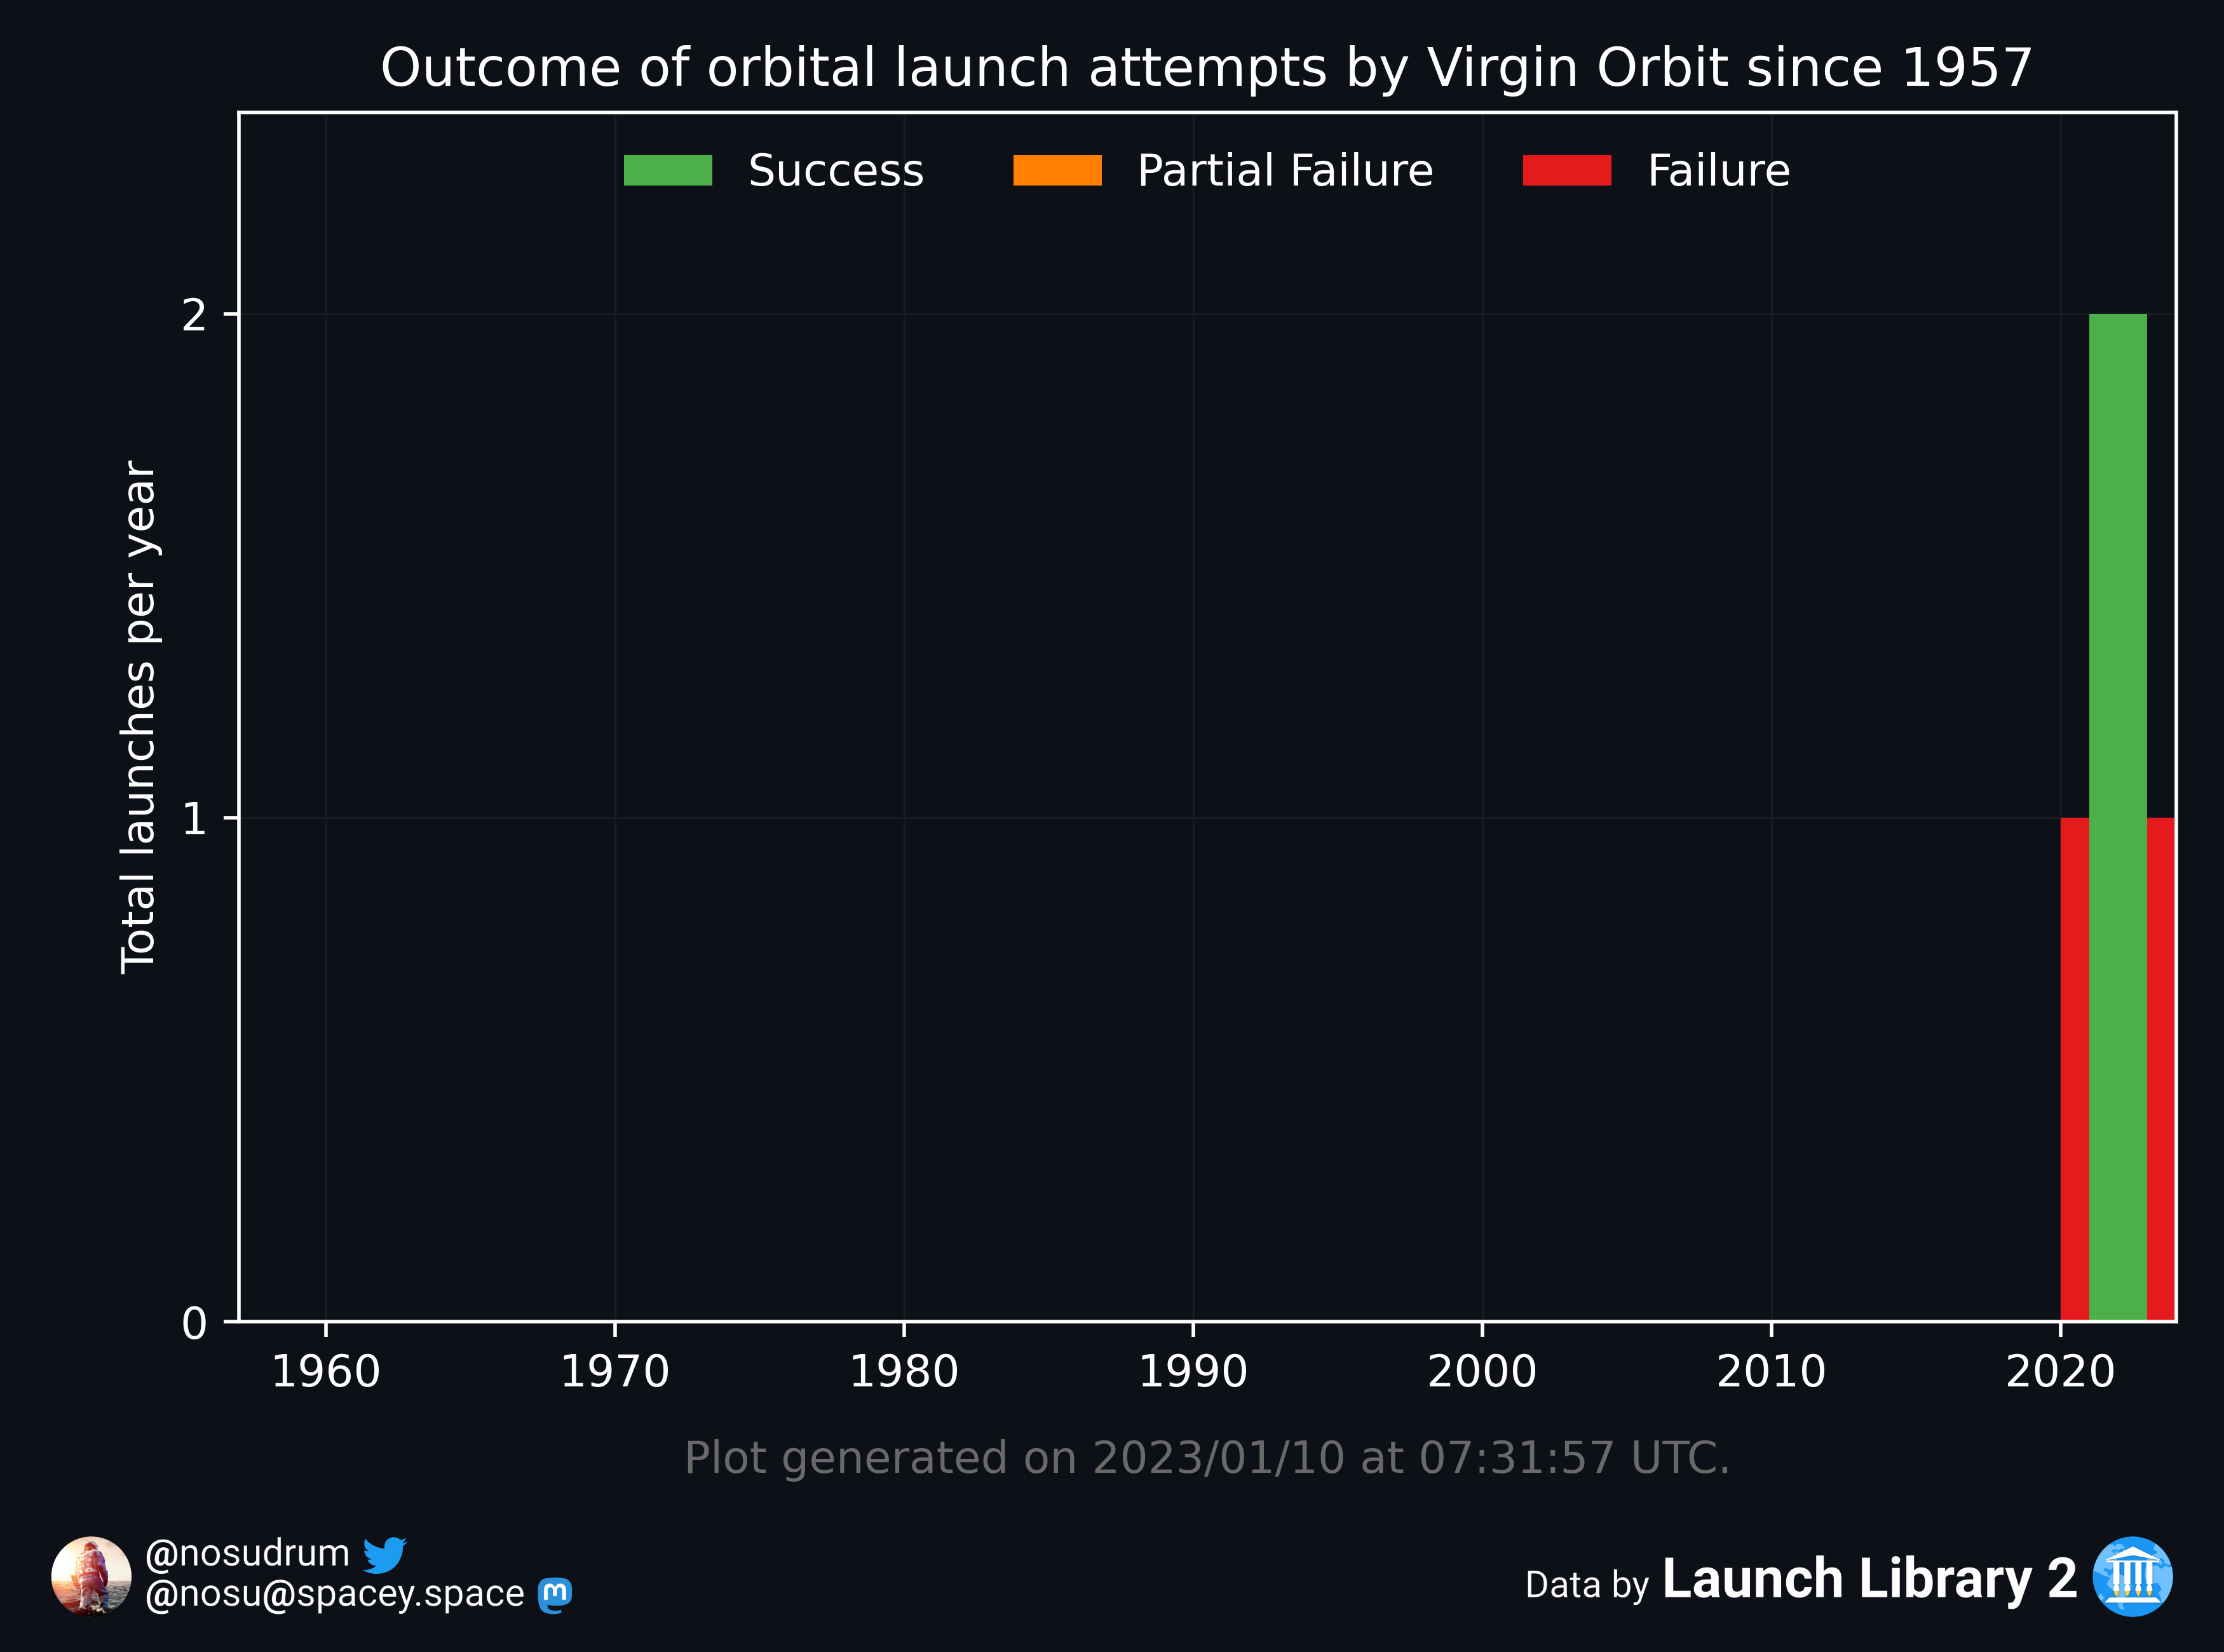 Outcome of orbital launch attempts by Virgin Orbit since 1957
Success Partial Failure Failure
Total launches per year
2
1
0
1960 1970 1980 1990 2000 2010 2020
Plot generated on 2023/01/10 at 07:31:57 UTC.
@nosudrum
@nosu@spacey.space
Data by Launch Library 2